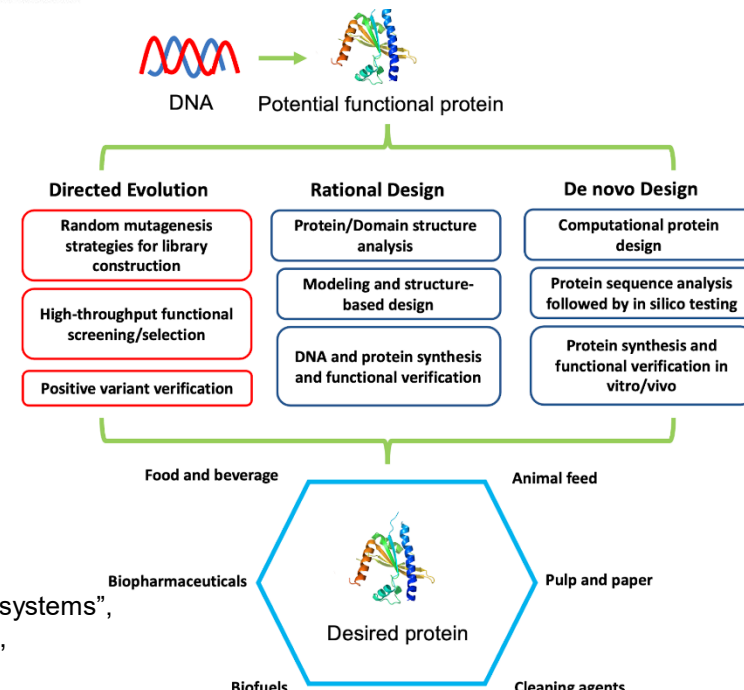 DNA
Potential functional protein
Directed Evolution
Rational Design
De novo Design
Random mutagenesis
strategies for library
construction
High-throughput functional
screening/selection
Positive variant verification
Protein/Domain structure
analysis
Modeling and structure-
based design
DNA and protein synthesis
and functional verification
Computational protein
design
Protein sequence analysis
followed by in silico testing
Protein synthesis and
functional verification in
vitro/vivo
Food and beverage
Animal feed
Biopharmaceuticals
Pulp and paper
systems”,
,
Desired protein
Biofuels
Cleaning agents